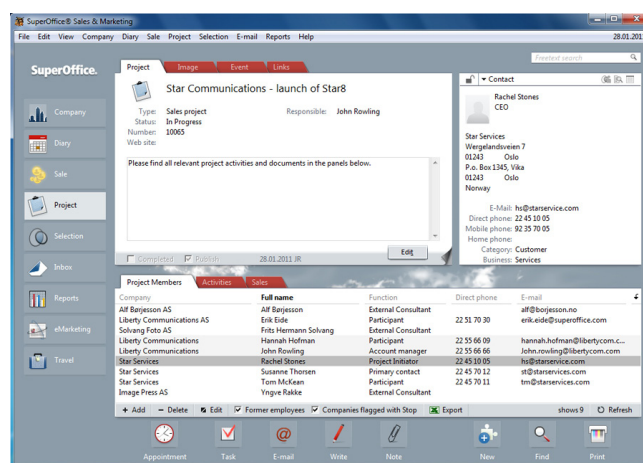 SuperOffice® Sales & Marketing
File Edit View Company Diary Sale Project Selection E-mail Reports Help
28.01.201
Freetext search
SuperOffice.
Company
Diary
Sale
Project
Selection
Inbox
Reports
eMarketing
Travel
Project Image Event Links
Star Communications - launch of Star8
Type: Sales project Responsible: John Rowling
Status: In Progress
Number: 10065
Web site:
Please find all relevant project activities and documents in the panels below.
Completed Publish 28.01.2011 JR Edit
Contact
Rachel Stones
CEO
Star Services
Wergelandsveien 7
01243 Oslo
P.o. Box 1345, Vika
01243 Oslo
Norway
E-Mail: hs@starservice.com
Direct phone: 22 45 10 05
Mobile phone: 92 35 70 05
Home phone:
Category: Customer
Business: Services
Project Members Activities Sales
Company Full name Function Direct phone E-mail
Alf Børjesson AS Alf Børjesson External Consultant alf@borjesson.no
Liberty Communications AS Erik Eide Participant 22 51 70 30 erik.eide@superoffice.com
Solvang Foto AS Frits Hermann Solvang External Consultant
Liberty Communications Hannah Hofman Participant 22 55 66 09 hannah.hofman@libertycom.c...
Liberty Communications John Rowling Account manager 22 55 66 66 John.rowling@libertycom.com
Star Services Rachel Stones Project Initiator 22 45 10 05 hs@starservice.com
Star Services Susanne Thorsen Primary contact 22 45 70 12 st@starservices.com
Star Services Tom McKean Participant 22 45 70 11 tm@starservices.com
Image Press AS Yngve Rakke External Consultant
+ Add − Delete Edit Former employees Companies flagged with Stop Export shows 9 Refresh
Appointment Task E-mail Write Note New Find Print